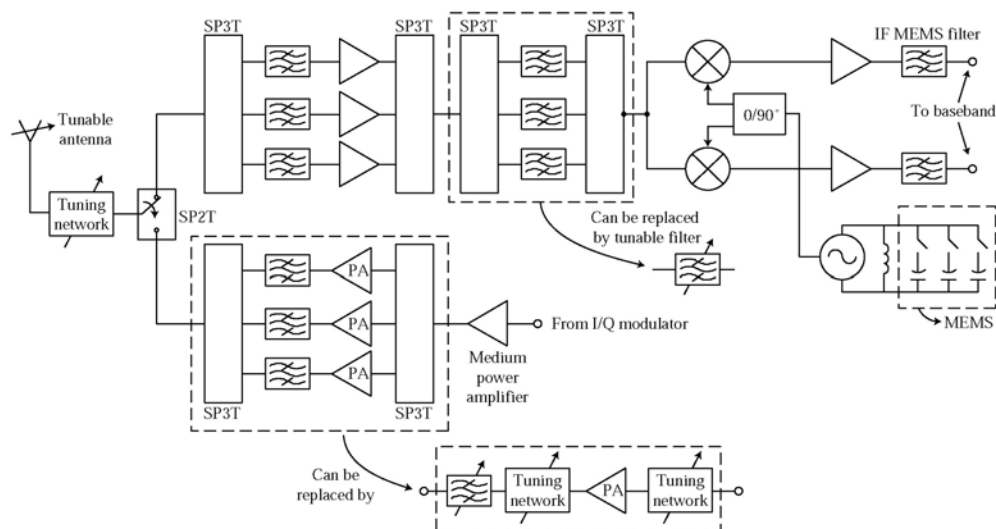 SP3T
SP3T
SP3T
SP3T
IF MEMS filter
Tunable
antenna
0/90°
To baseband
Tuning
network
SP2T
Can be replaced
by tunable filter
PA
PA
PA
From I/Q modulator
MEMS
Medium
power
amplifier
SP3T
SP3T
Can be
replaced by
Tuning
network
PA
Tuning
network